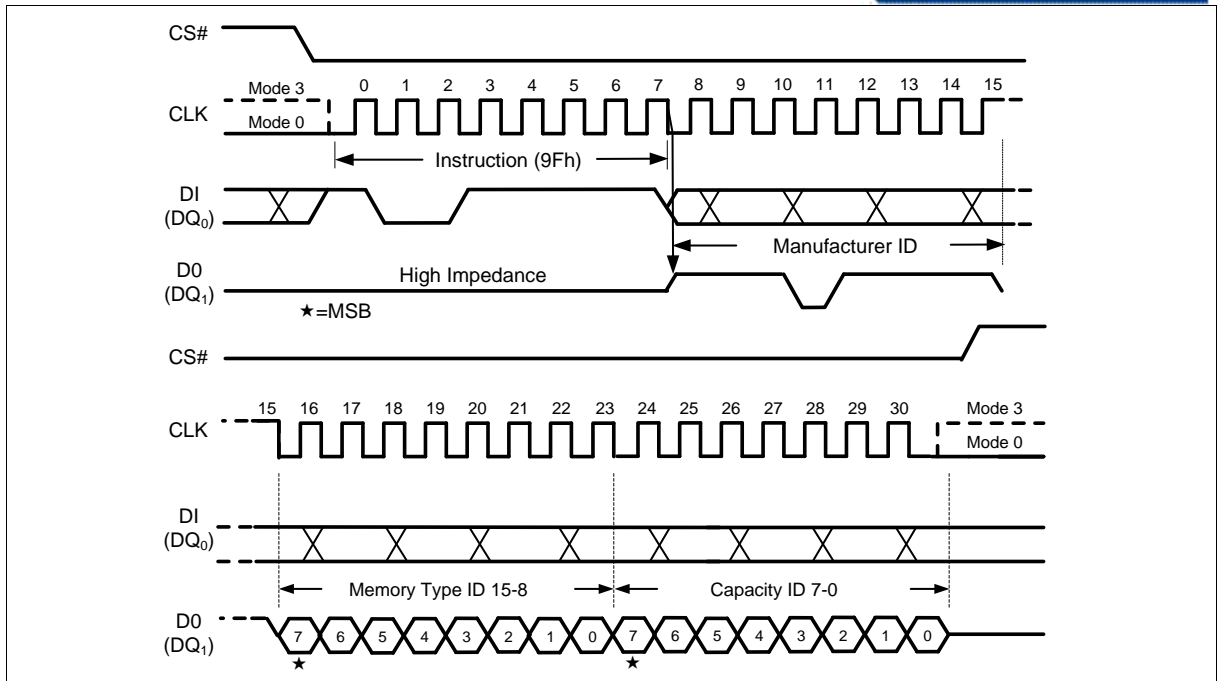 CS#
Mode 3 0 1 2 3 4 5 6 7 8 9 10 11 12 13 14 15
CLK
Mode 0
Instruction (9Fh)
DI
(DQ₀)
Manufacturer ID
D0
(DQ₁)
High Impedance
★=MSB
CS#
15 16 17 18 19 20 21 22 23 24 25 26 27 28 29 30 Mode 3
CLK
Mode 0
DI
(DQ₀)
Memory Type ID 15-8 Capacity ID 7-0
D0
(DQ₁)
7 6 5 4 3 2 1 0 7 6 5 4 3 2 1 0
★ ★